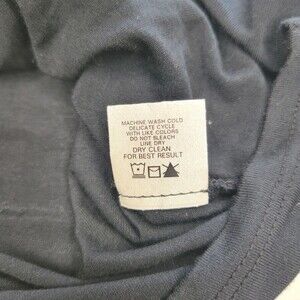 MACHINE WASH COLD
DELICATE CYCLE
WITH LIKE COLORS
DO NOT BLEACH
LINE DRY
DRY CLEAN
FOR BEST RESULT